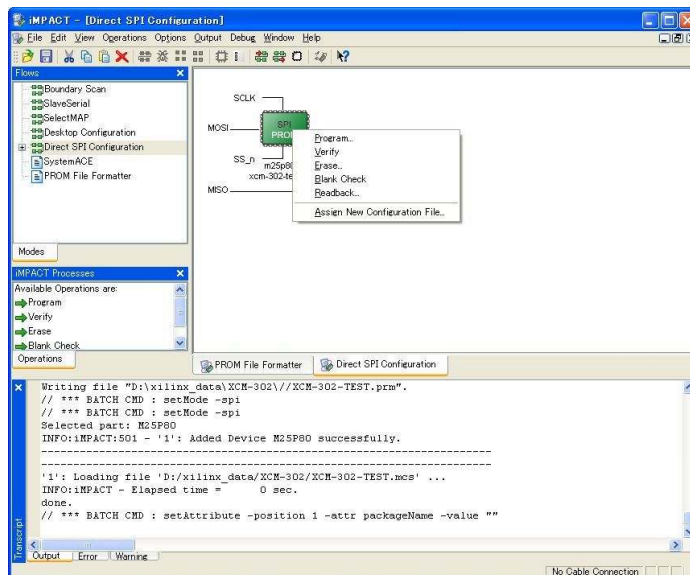 iMPACT - [Direct SPI Configuration]
File Edit View Operations Options Output Debug Window Help
Flows
Boundary Scan
SlaveSerial
SelectMAP
Desktop Configuration
Direct SPI Configuration
SystemACE
PROM File Formatter
Modes
iMPACT Processes
Available Operations are:
Program
Verify
Erase
Blank Check
Operations
SCLK
MOSI
SPI
PROM
SS_n
m25p80
MISO
Program...
Verify
Erase...
Blank Check
Readback...
Assign New Configuration File...
PROM File Formatter
Direct SPI Configuration
Writing file "D:\xilinx_data\XCM-302\//XCM-302-TEST.prm".
// *** BATCH CMD : setMode -spi
// *** BATCH CMD : setMode -spi
Selected part: M25P80
INFO:iMPACT:501 - '1': Added Device M25P80 successfully.
----------------------------------------------------------------------
----------------------------------------------------------------------
'1': Loading file 'D:/xilinx_data/XCM-302/XCM-302-TEST.mcs' ...
INFO:iMPACT - Elapsed time = 0 sec.
done.
// *** BATCH CMD : setAttribute -position 1 -attr packageName -value ""
Transcript
Output Error Warning
No Cable Connection